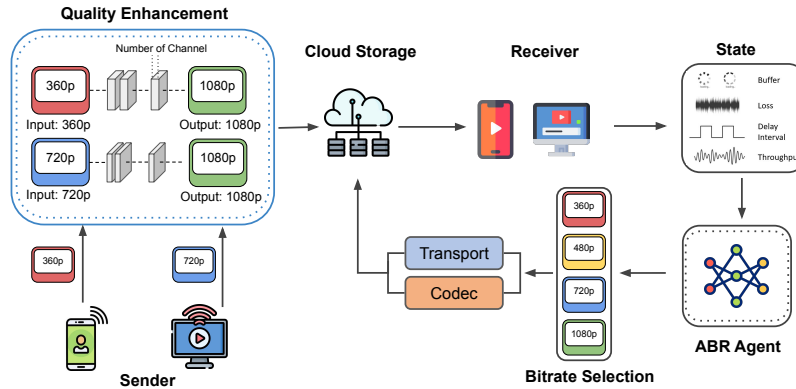 Quality Enhancement
Number of Channel
360p
1080p
Input: 360p
Output: 1080p
720p
1080p
Input: 720p
Output: 1080p
360p
720p
Sender
Cloud Storage
Receiver
State
Buffer
Loss
Delay
Interval
Throughput
ABR Agent
360p
480p
720p
1080p
Bitrate Selection
Transport
Codec